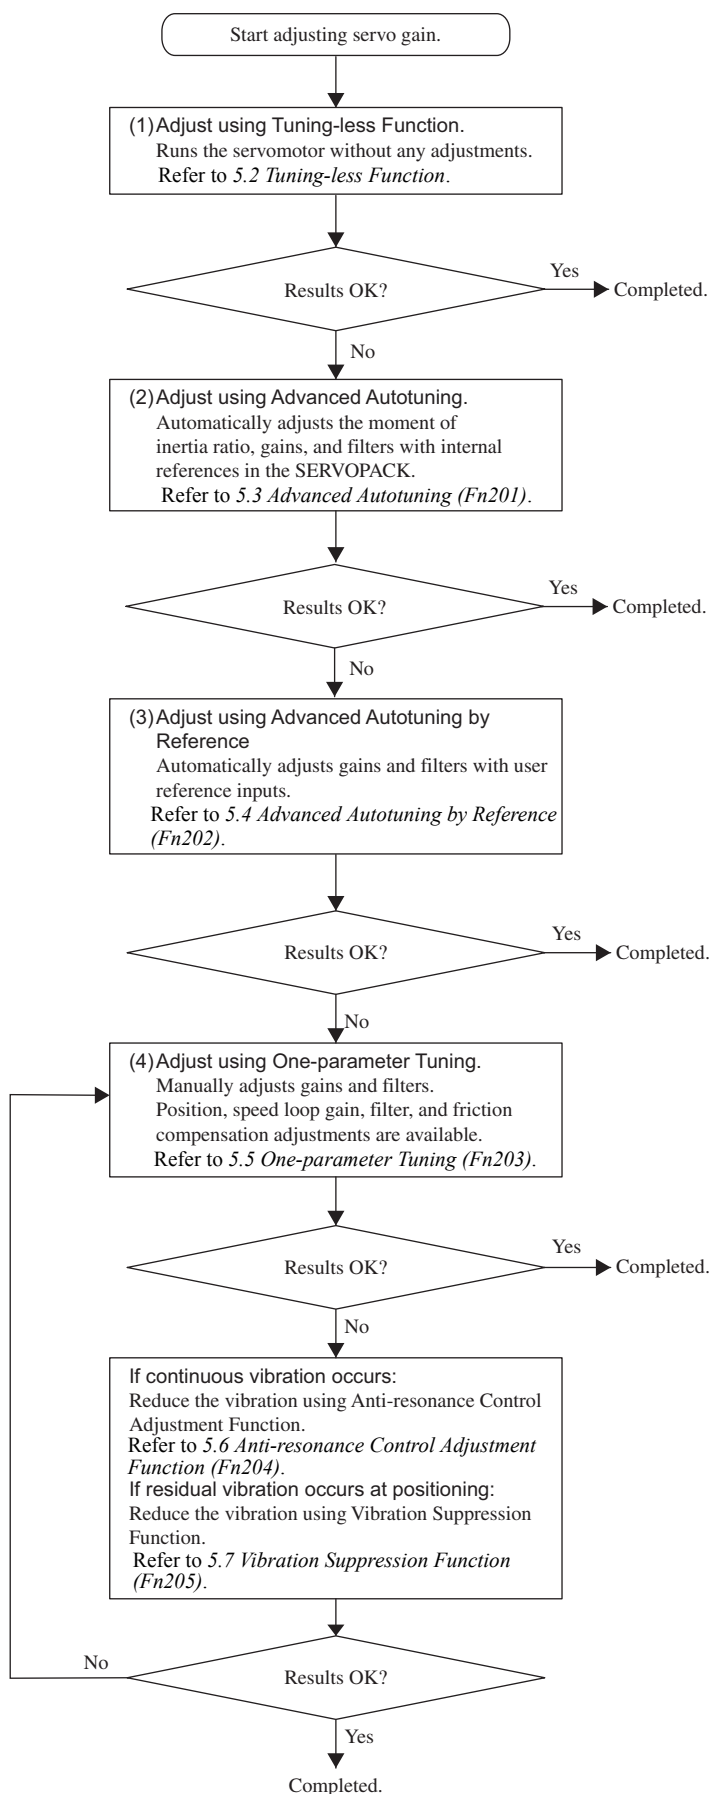 Start adjusting servo gain.
(1) Adjust using Tuning-less Function.
Runs the servomotor without any adjustments.
Refer to 5.2 Tuning-less Function.
Results OK?
Yes
Completed.
No
(2) Adjust using Advanced Autotuning.
Automatically adjusts the moment of
inertia ratio, gains, and filters with internal
references in the SERVOPACK.
Refer to 5.3 Advanced Autotuning (Fn201).
Results OK?
Yes
Completed.
No
(3) Adjust using Advanced Autotuning by
Reference
Automatically adjusts gains and filters with user
reference inputs.
Refer to 5.4 Advanced Autotuning by Reference
(Fn202).
Results OK?
Yes
Completed.
No
(4) Adjust using One-parameter Tuning.
Manually adjusts gains and filters.
Position, speed loop gain, filter, and friction
compensation adjustments are available.
Refer to 5.5 One-parameter Tuning (Fn203).
Results OK?
Yes
Completed.
No
If continuous vibration occurs:
Reduce the vibration using Anti-resonance Control
Adjustment Function.
Refer to 5.6 Anti-resonance Control Adjustment
Function (Fn204).
If residual vibration occurs at positioning:
Reduce the vibration using Vibration Suppression
Function.
Refer to 5.7 Vibration Suppression Function
(Fn205).
No
Results OK?
Yes
Completed.